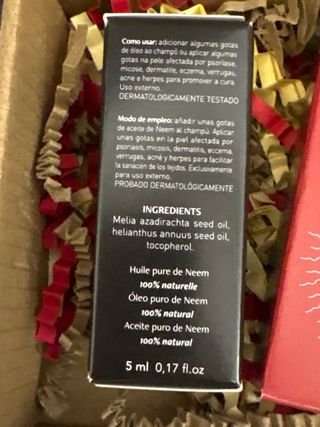 Como usar: adicionar algumas gotas
de óleo ao champô ou aplicar algumas
gotas na pele afectada por psoríase,
micose, dermatite, eczema, verrugas,
acne e herpes para promover a cura.
Uso externo.
DERMATOLOGICAMENTE TESTADO
Modo de empleo: añadir unas gotas
de aceite de Neem al champú. Aplicar
unas gotas en la piel afectada por
psoriasis, micosis, dermatitis, eccema,
verrugas, acné y herpes para facilitar
la sanación de los tejidos. Exclusivamente
para uso externo.
PROBADO DERMATOLÓGICAMENTE
INGREDIENTS
Melia azadirachta seed oil,
helianthus annuus seed oil,
tocopherol.
Huile pure de Neem
100% naturelle
Óleo puro de Neem
100% natural
Aceite puro de Neem
100% natural
5 ml 0,17 fl.oz